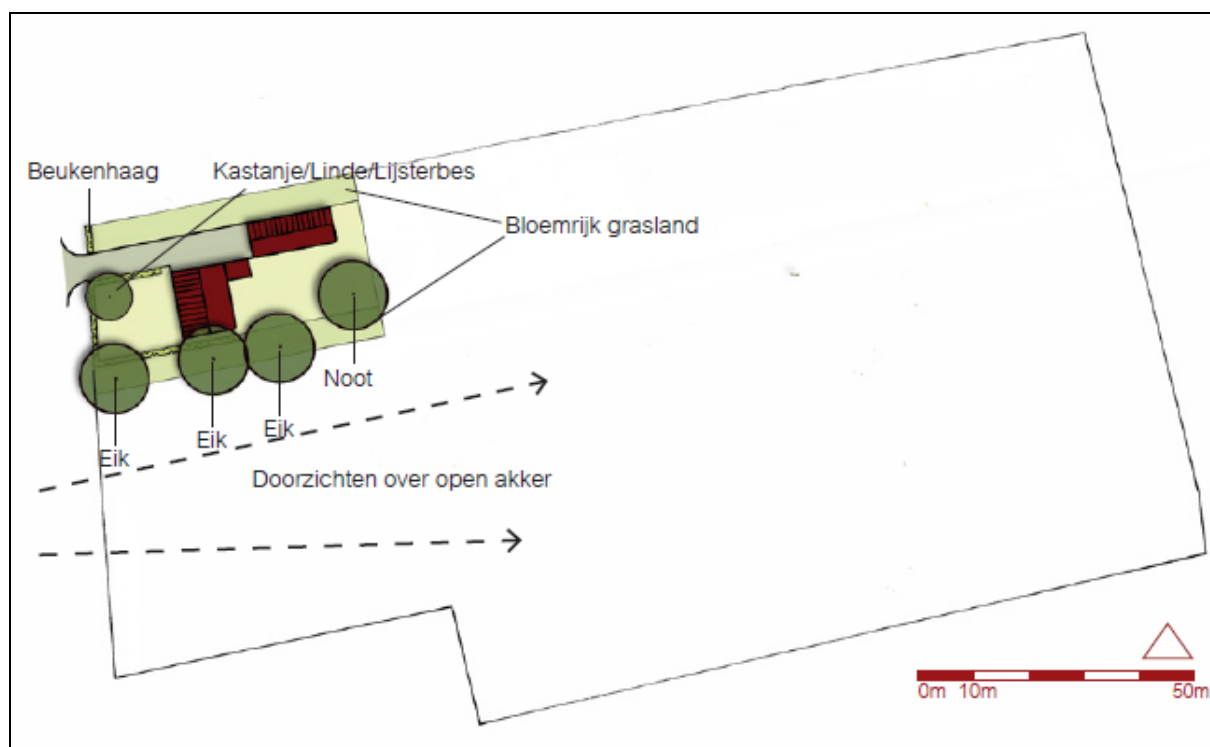 Beukenhaag
Kastanje/Linde/Lijsterbes
Bloemrijk grasland
Noot
Eik
Eik
Eik
Doorzichten over open akker
0m 10m 50m